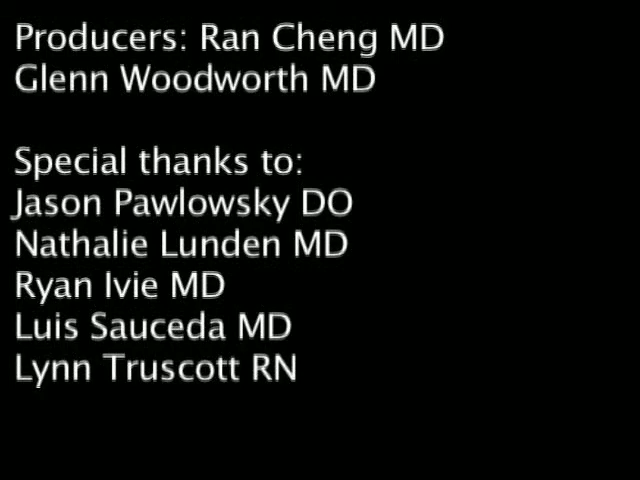 Producers: Ran Cheng MD
Glenn Woodworth MD
Special thanks to:
Jason Pawlowsky DO
Nathalie Lunden MD
Ryan Ivie MD
Luis Sauceda MD
Lynn Truscott RN